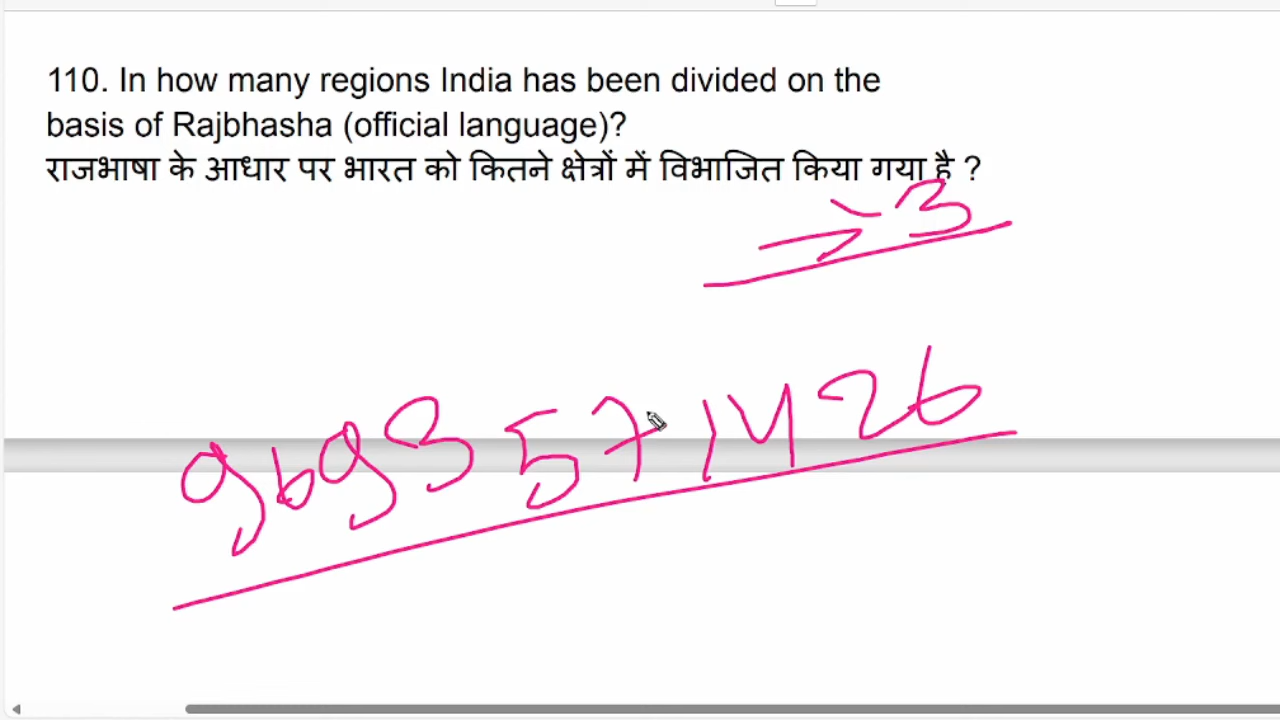 110. In how many regions India has been divided on the
basis of Rajbhasha (official language)?
राजभाषा के आधार पर भारत को कितने क्षेत्रों में विभाजित किया गया है ?
→ 3
9693571426